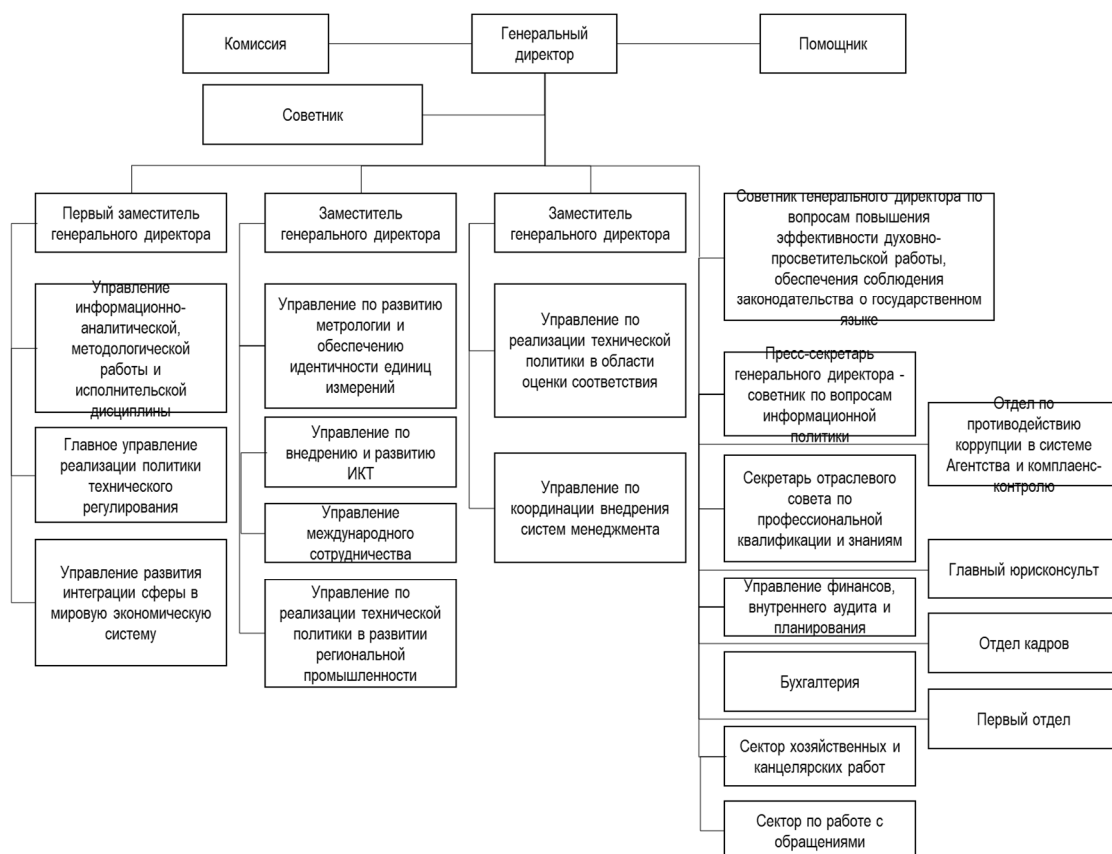 Комиссия
Генеральный
директор
Помощник
Советник
Первый заместитель
генерального директора
Управление
информационно-
аналитической,
методологической
работы и
исполнительской
дисциплины
Главное управление
реализации политики
технического
регулирования
Управление развития
интеграции сферы в
мировую экономическую
систему
Заместитель
генерального директора
Управление по развитию
метрологии и
обеспечению
идентичности единиц
измерений
Управление по
внедрению и развитию
ИКТ
Управление
международного
сотрудничества
Управление по
реализации технической
политики в развитии
региональной
промышленности
Заместитель
генерального директора
Управление по
реализации технической
политики в области
оценки соответствия
Управление по
координации внедрения
систем менеджмента
Советник генерального директора по
вопросам повышения
эффективности духовно-
просветительской работы,
обеспечения соблюдения
законодательства о государственном
языке
Пресс-секретарь
генерального директора -
советник по вопросам
информационной
политики
Секретарь отраслевого
совета по
профессиональной
квалификации и знаниям
Управление финансов,
внутреннего аудита и
планирования
Бухгалтерия
Сектор хозяйственных и
канцелярских работ
Сектор по работе с
обращениями
Отдел по
противодействию
коррупции в системе
Агентства и комплаенс-
контролю
Главный юрисконсульт
Отдел кадров
Первый отдел